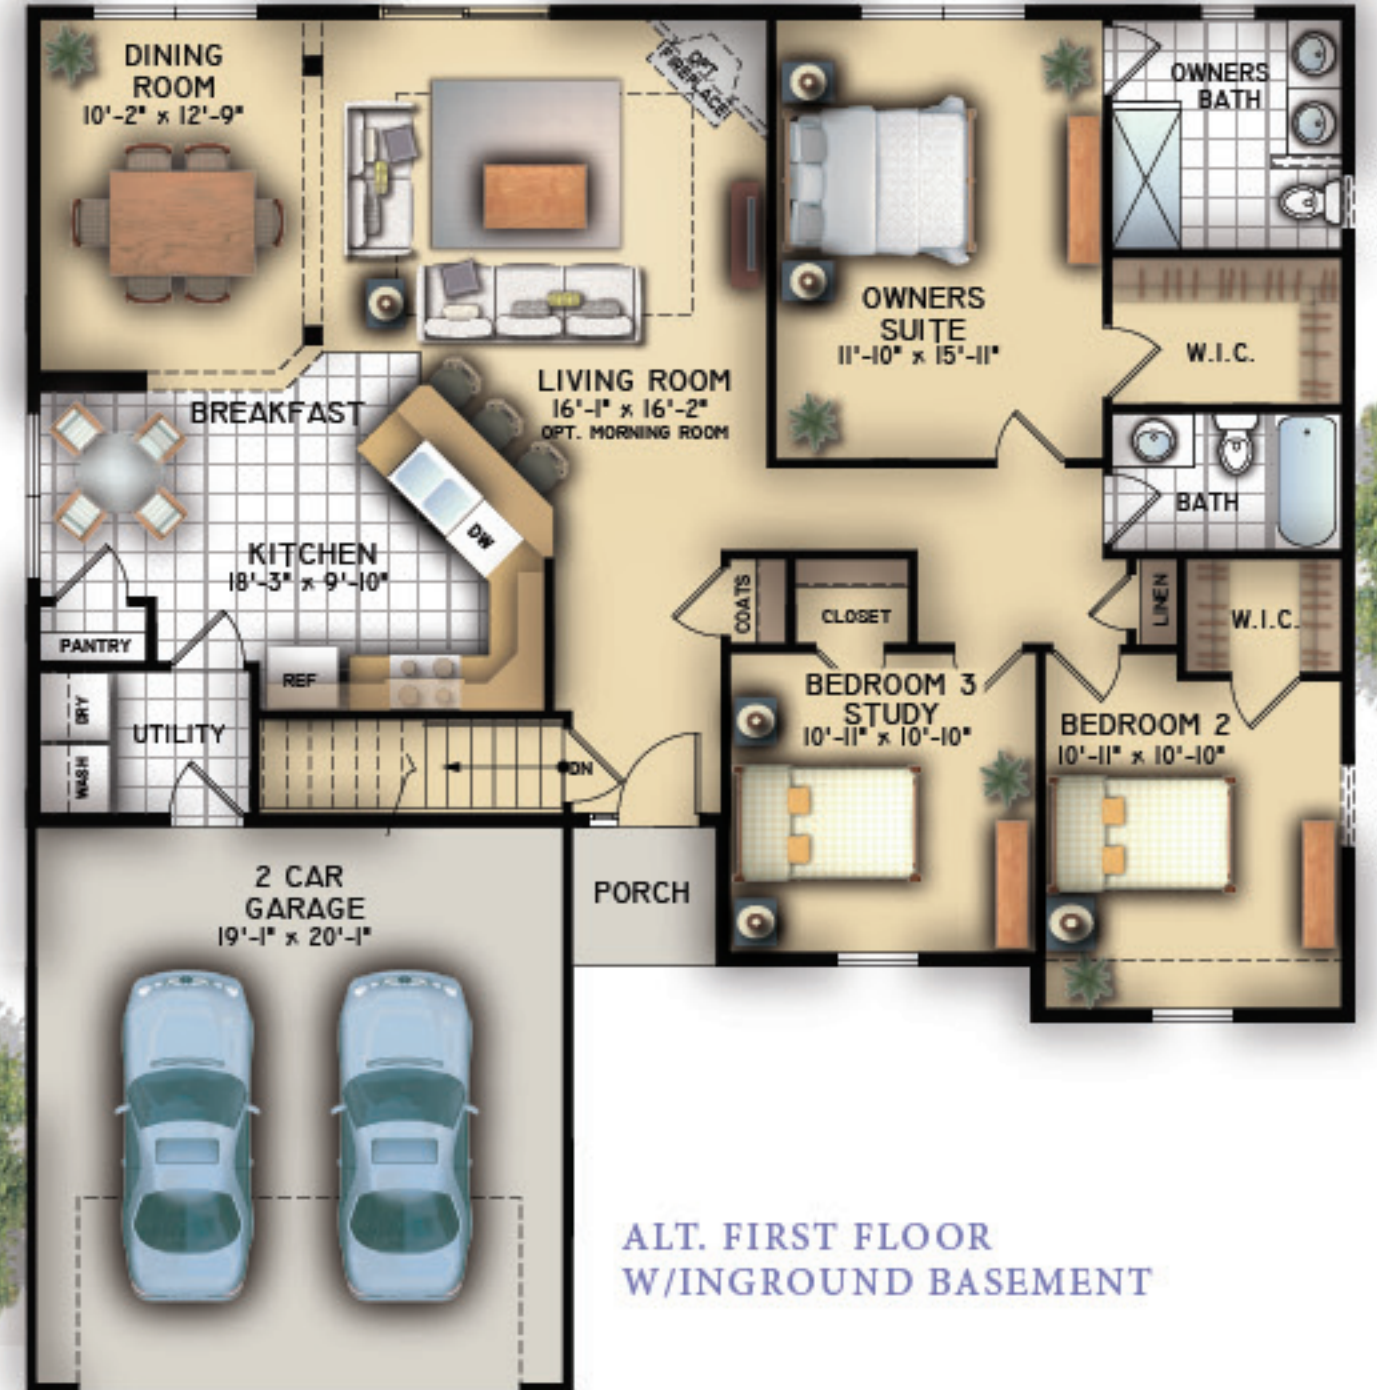 DINING
ROOM
10'-2" x 12'-9"
OPT.
FIREPLACE
OWNERS
BATH
OWNERS
SUITE
11'-10" x 15'-11"
W.I.C.
LIVING ROOM
16'-1" x 16'-2"
OPT. MORNING ROOM
BREAKFAST
BATH
DW
KITCHEN
18'-3" x 9'-10"
COATS
CLOSET
LINEN
W.I.C.
PANTRY
REF
DRY
WASH
UTILITY
DN
BEDROOM 3
STUDY
10'-11" x 10'-10"
BEDROOM 2
10'-11" x 10'-10"
2 CAR
GARAGE
19'-1" x 20'-1"
PORCH
ALT. FIRST FLOOR
W/INGROUND BASEMENT